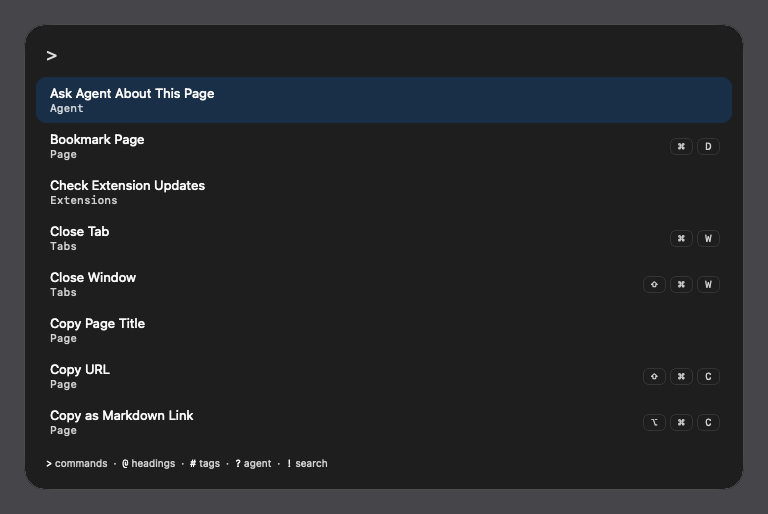 >
Ask Agent About This Page
Agent
Bookmark Page
Page
⌘ D
Check Extension Updates
Extensions
Close Tab
Tabs
⌘ W
Close Window
Tabs
⇧ ⌘ W
Copy Page Title
Page
Copy URL
Page
⇧ ⌘ C
Copy as Markdown Link
Page
⌥ ⌘ C
> commands · @ headings · # tags · ? agent · ! search